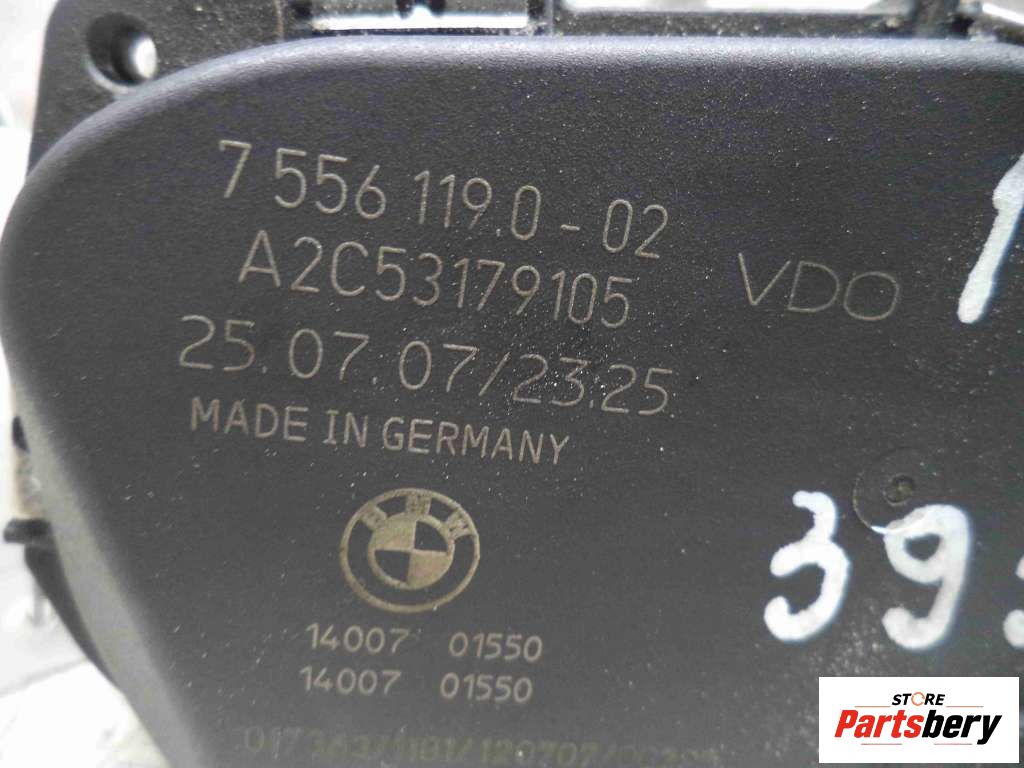 7 556 119.0 - 02
A2C53179105
VDO
25.07.07/23.25
MADE IN GERMANY
BMW
14007 01550
14007 01550
1
39
STORE
Partsbery